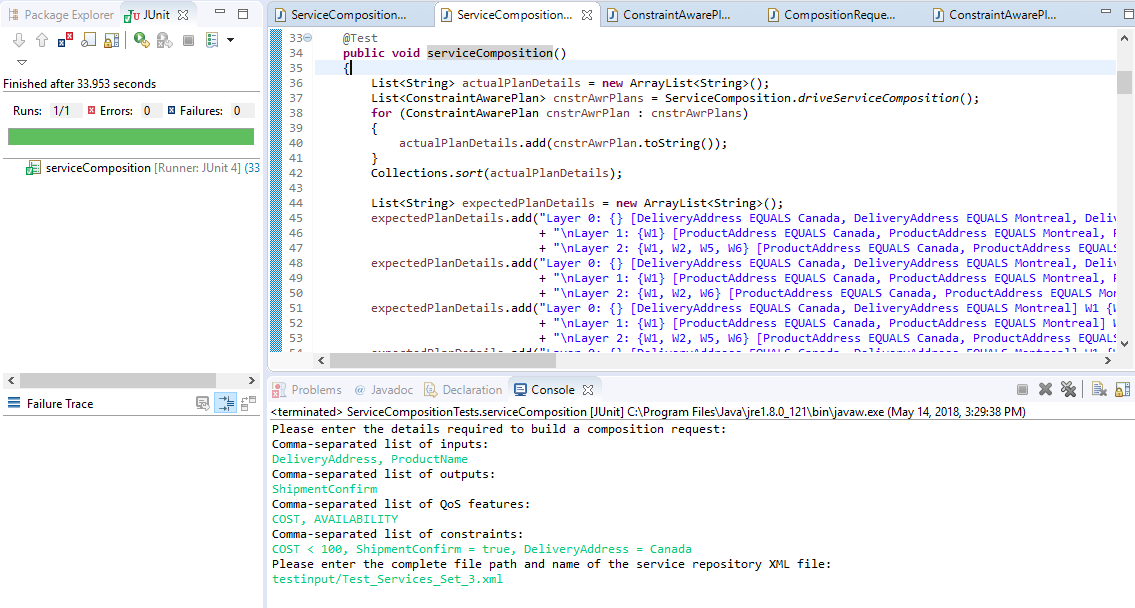 Package Explorer
JUnit
Finished after 33.953 seconds
Runs: 1/1 Errors: 0 Failures: 0
serviceComposition [Runner: JUnit 4] (33
Failure Trace
ServiceComposition...
ServiceComposition...
ConstraintAwarePl...
CompositionReque...
ConstraintAwarePl...
33 @Test
34 public void serviceComposition()
35 {
36 List<String> actualPlanDetails = new ArrayList<String>();
37 List<ConstraintAwarePlan> cnstrAwrPlans = ServiceComposition.driveServiceComposition();
38 for (ConstraintAwarePlan cnstrAwrPlan : cnstrAwrPlans)
39 {
40 actualPlanDetails.add(cnstrAwrPlan.toString());
41 }
42 Collections.sort(actualPlanDetails);
43
44 List<String> expectedPlanDetails = new ArrayList<String>();
45 expectedPlanDetails.add("Layer 0: {} [DeliveryAddress EQUALS Canada, DeliveryAddress EQUALS Montreal, Deliv
46 + "\nLayer 1: {W1} [ProductAddress EQUALS Canada, ProductAddress EQUALS Montreal,
47 + "\nLayer 2: {W1, W2, W5, W6} [ProductAddress EQUALS Canada, ProductAddress EQUALS
48 expectedPlanDetails.add("Layer 0: {} [DeliveryAddress EQUALS Canada, DeliveryAddress EQUALS Montreal, Deliv
49 + "\nLayer 1: {W1} [ProductAddress EQUALS Canada, ProductAddress EQUALS Montreal,
50 + "\nLayer 2: {W1, W2, W6} [ProductAddress EQUALS Canada, ProductAddress EQUALS Mon
51 expectedPlanDetails.add("Layer 0: {} [DeliveryAddress EQUALS Canada, DeliveryAddress EQUALS Montreal] W1 {W
52 + "\nLayer 1: {W1} [ProductAddress EQUALS Canada, ProductAddress EQUALS Montreal] W
53 + "\nLayer 2: {W1, W2, W5, W6} [ProductAddress EQUALS Canada, ProductAddress EQUALS
Problems @ Javadoc Declaration Console
<terminated> ServiceCompositionTests.serviceComposition [JUnit] C:\Program Files\Java\jre1.8.0_121\bin\javaw.exe (May 14, 2018, 3:29:38 PM)
Please enter the details required to build a composition request:
Comma-separated list of inputs:
DeliveryAddress, ProductName
Comma-separated list of outputs:
ShipmentConfirm
Comma-separated list of QoS features:
COST, AVAILABILITY
Comma-separated list of constraints:
COST < 100, ShipmentConfirm = true, DeliveryAddress = Canada
Please enter the complete file path and name of the service repository XML file:
testinput/Test_Services_Set_3.xml